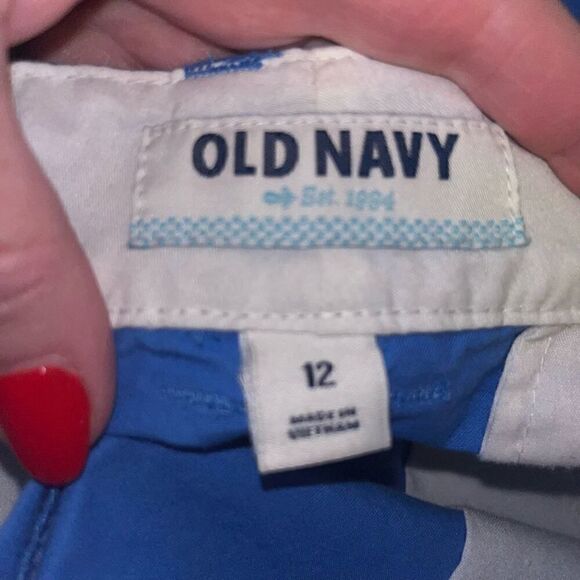 OLD NAVY
Est. 1994
12
MADE IN
VIETNAM